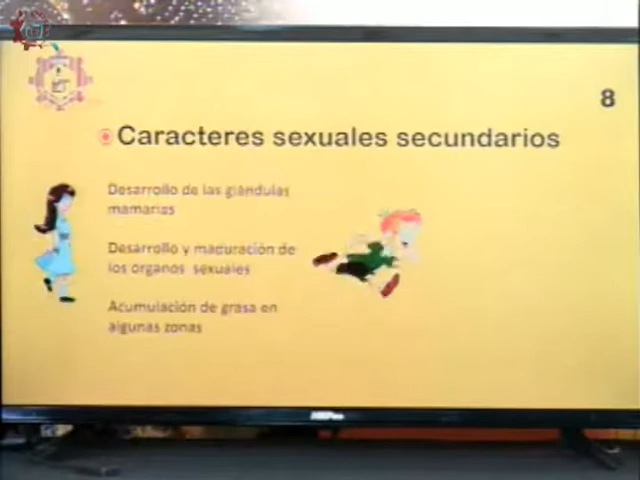 8
Caracteres sexuales secundarios
Desarrollo de las glándulas
mamarias
Desarrollo y maduración de
los órganos sexuales
Acumulación de grasa en
algunas zonas